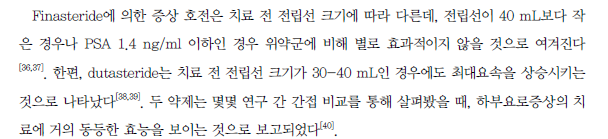 Finasteride에 의한 증상 호전은 치료 전 전립선 크기에 따라 다른데, 전립선이 40 mL보다 작
은 경우나 PSA 1.4 ng/ml 이하인 경우 위약군에 비해 별로 효과적이지 않을 것으로 여겨진다
[36,37]. 한편, dutasteride는 치료 전 전립선 크기가 30-40 mL인 경우에도 최대요속을 상승시키는
것으로 나타났다[38,39]. 두 약제는 몇몇 연구 간 간접 비교를 통해 살펴봤을 때, 하부요로증상의 치
료에 거의 동등한 효능을 보이는 것으로 보고되었다[40].